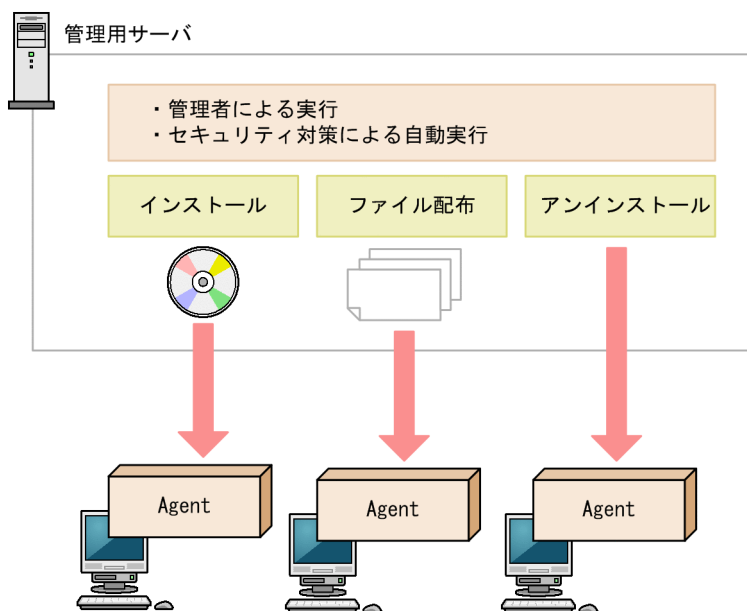 管理用サーバ
・管理者による実行
・セキュリティ対策による自動実行
インストール
ファイル配布
アンインストール
Agent
Agent
Agent